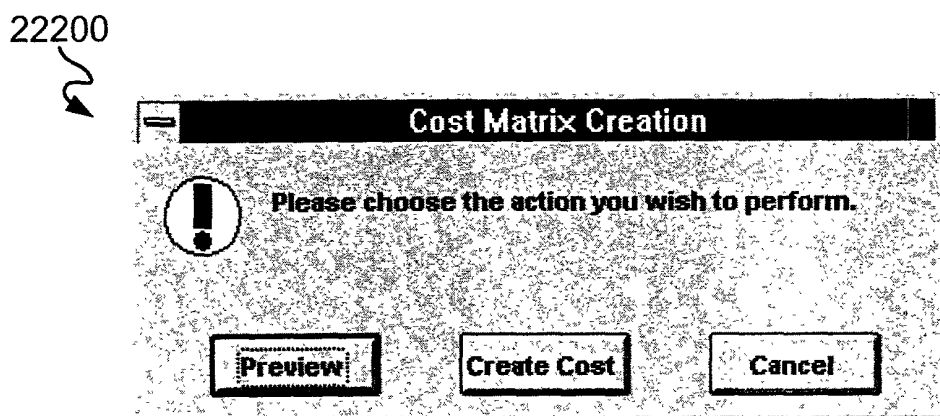 22200
Cost Matrix Creation
Please choose the action you wish to perform.
Preview Create Cost Cancel